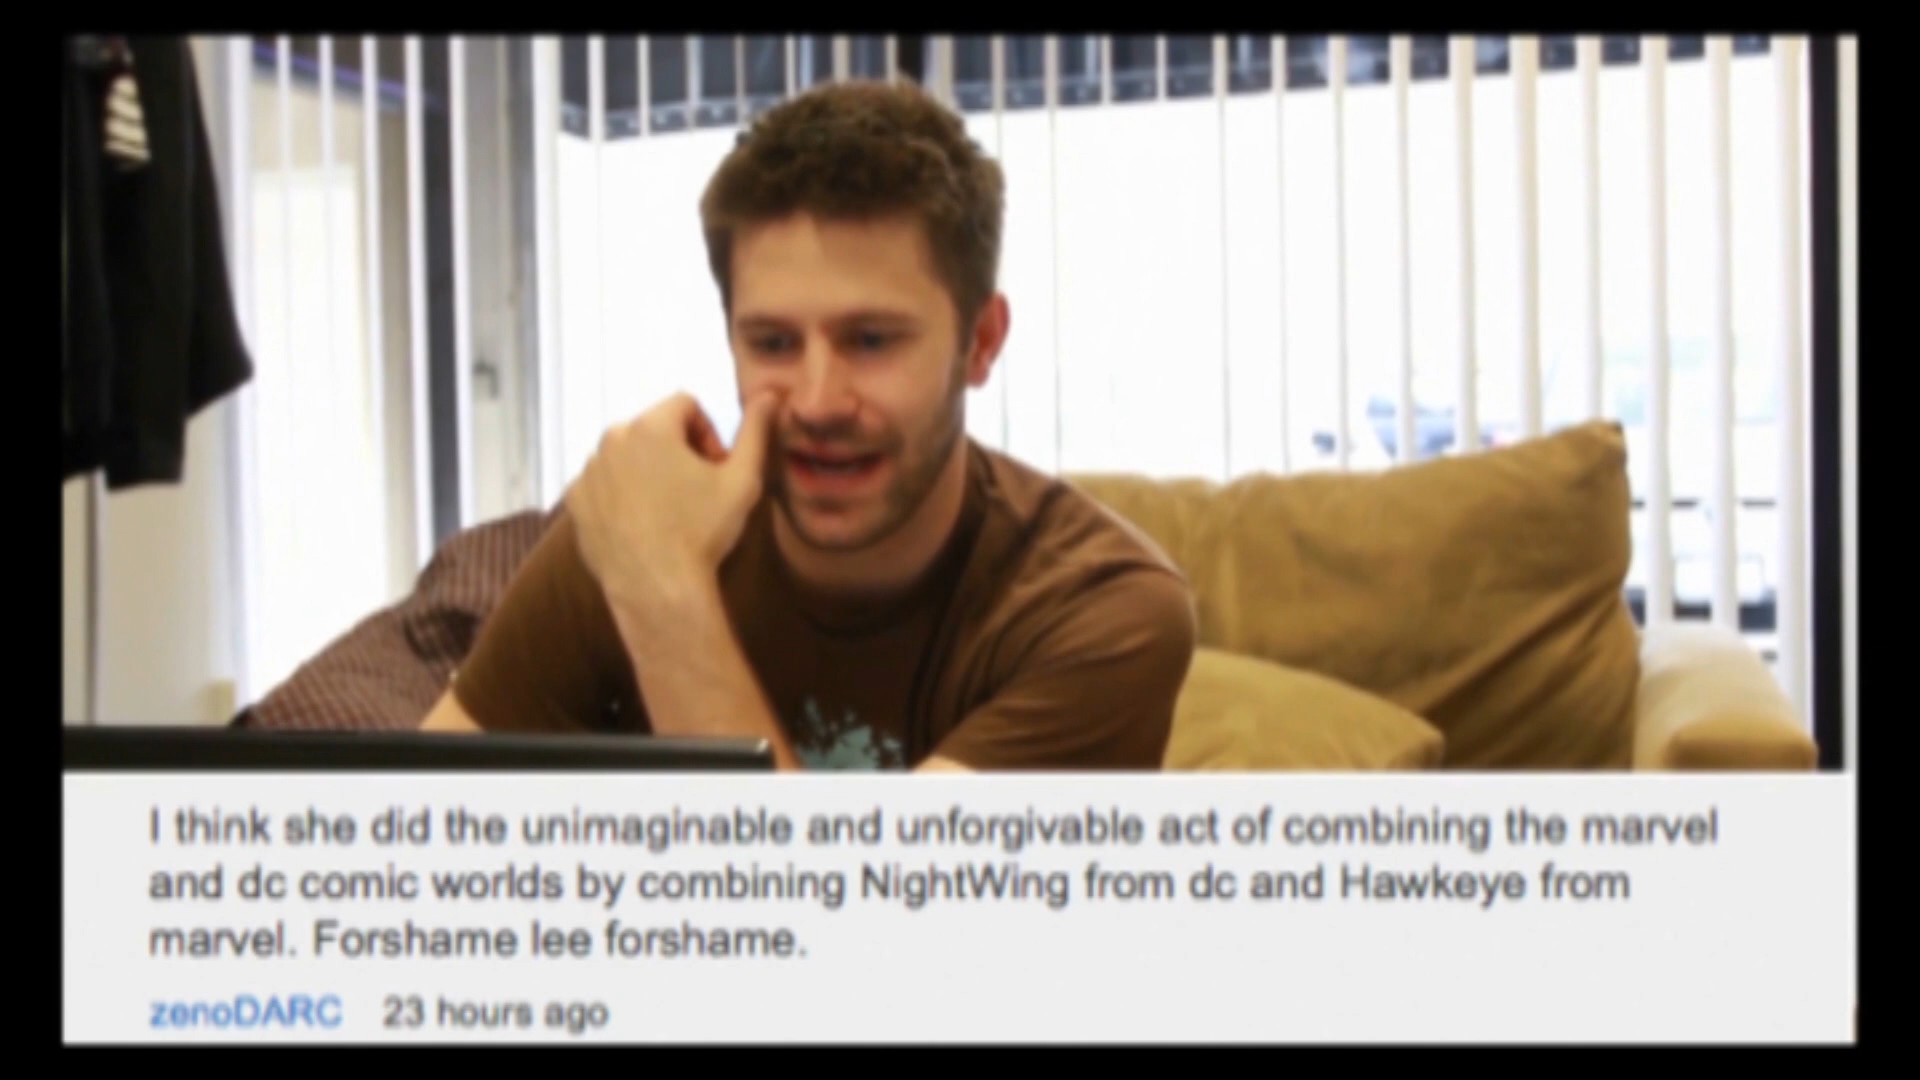 I think she did the unimaginable and unforgivable act of combining the marvel
and dc comic worlds by combining NightWing from dc and Hawkeye from
marvel. Forshame lee forshame.
zenoDARC 23 hours ago